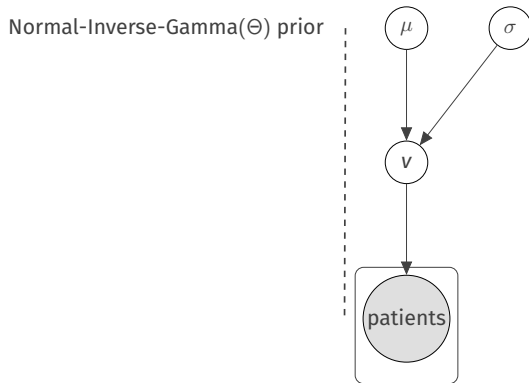 Normal-Inverse-Gamma(Θ) prior
μ
σ
v
patients